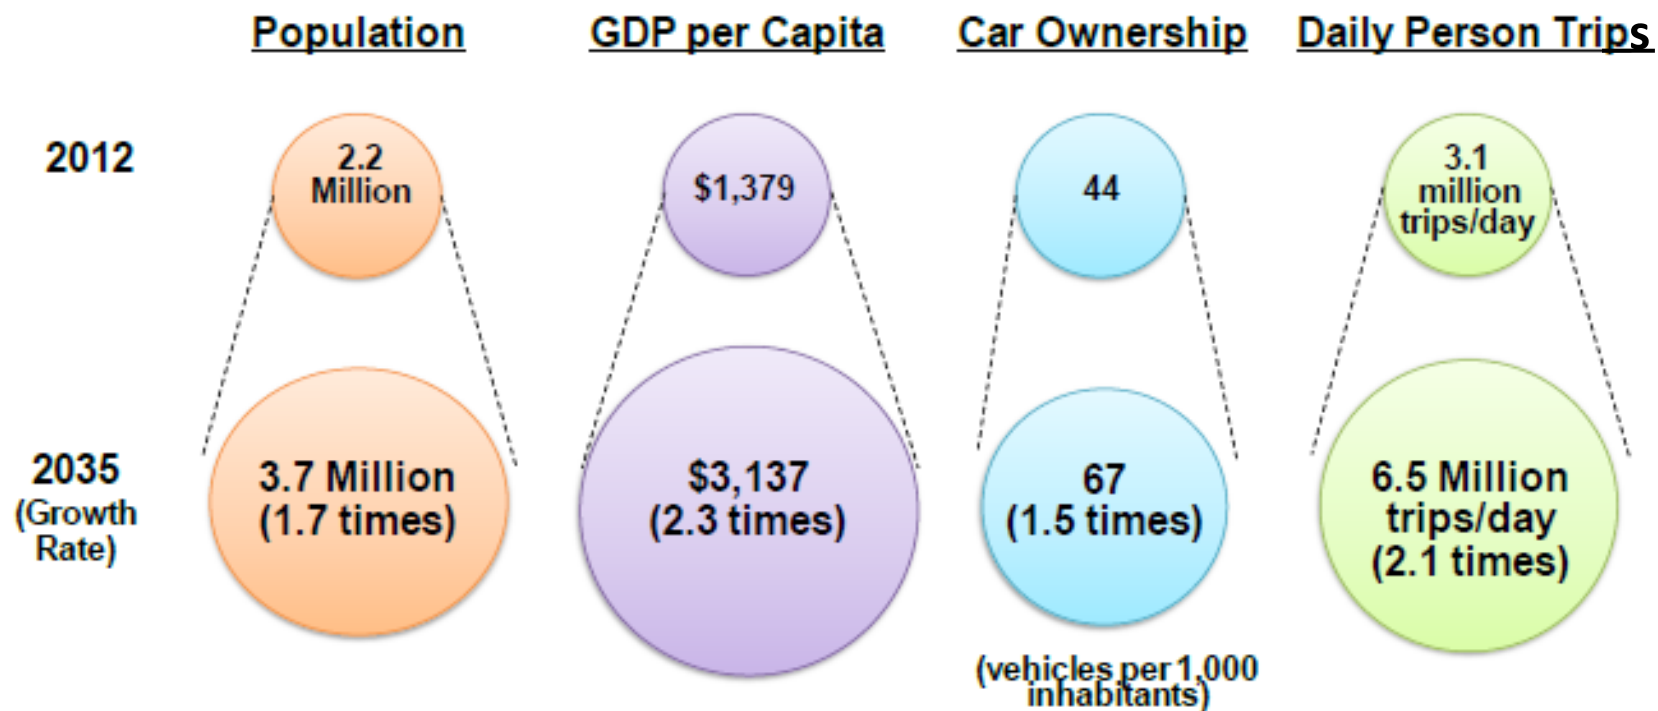 Population
GDP per Capita
Car Ownership
Daily Person Trips
2012
2.2
Million
$1,379
44
3.1
million
trips/day
2035
(Growth
Rate)
3.7 Million
(1.7 times)
$3,137
(2.3 times)
67
(1.5 times)
6.5 Million
trips/day
(2.1 times)
(vehicles per 1,000
inhabitants)